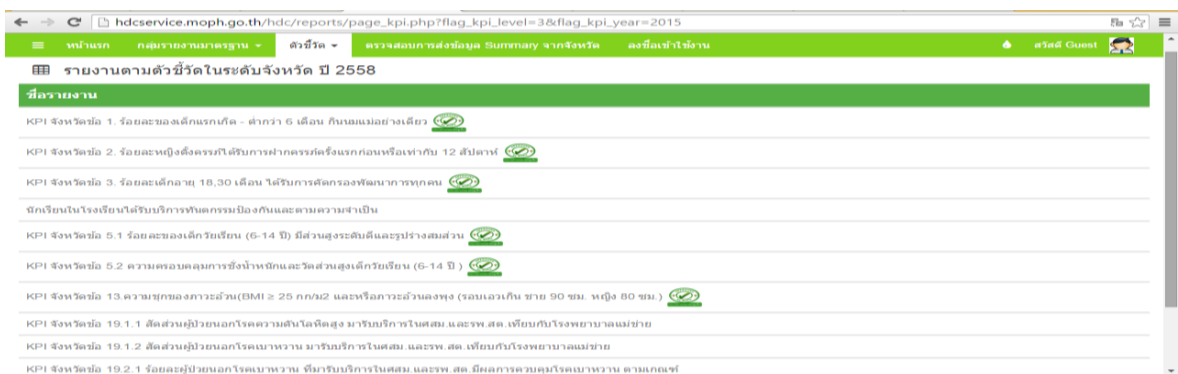 hdcservice.moph.go.th/hdc/reports/page_kpi.php?flag_kpi_level=3&flag_kpi_year=2015
หน้าแรก กลุ่มรายงานมาตรฐาน ตัวชี้วัด ตรวจสอบการส่งข้อมูล Summary จากจังหวัด ลงชื่อเข้าใช้งาน สวัสดี Guest
รายงานตามตัวชี้วัดในระดับจังหวัด ปี 2558
ชื่อรายงาน
KPI จังหวัดข้อ 1. ร้อยละของเด็กแรกเกิด - ต่ำกว่า 6 เดือน กินนมแม่อย่างเดียว
KPI จังหวัดข้อ 2. ร้อยละหญิงตั้งครรภ์ได้รับการฝากครรภ์ครั้งแรกก่อนหรือเท่ากับ 12 สัปดาห์
KPI จังหวัดข้อ 3. ร้อยละเด็กอายุ 18,30 เดือน ได้รับการคัดกรองพัฒนาการทุกคน
นักเรียนในโรงเรียนได้รับบริการทันตกรรมป้องกันและตามความจำเป็น
KPI จังหวัดข้อ 5.1 ร้อยละของเด็กวัยเรียน (6-14 ปี) มีส่วนสูงระดับดีและรูปร่างสมส่วน
KPI จังหวัดข้อ 5.2 ความครอบคลุมการชั่งน้ำหนักและวัดส่วนสูงเด็กวัยเรียน (6-14 ปี )
KPI จังหวัดข้อ 13.ความชุกของภาวะอ้วน(BMI ≥ 25 กก/ม2 และหรือภาวะอ้วนลงพุง (รอบเอวเกิน ชาย 90 ซม. หญิง 80 ซม.)
KPI จังหวัดข้อ 19.1.1 สัดส่วนผู้ป่วยนอกโรคความดันโลหิตสูง มารับบริการในศสม.และรพ.สต.เทียบกับโรงพยาบาลแม่ข่าย
KPI จังหวัดข้อ 19.1.2 สัดส่วนผู้ป่วยนอกโรคเบาหวาน มารับบริการในศสม.และรพ.สต.เทียบกับโรงพยาบาลแม่ข่าย
KPI จังหวัดข้อ 19.2.1 ร้อยละผู้ป่วยนอกโรคเบาหวาน ที่มารับบริการในศสม.และรพ.สต.มีผลการควบคุมโรคเบาหวาน ตามเกณฑ์